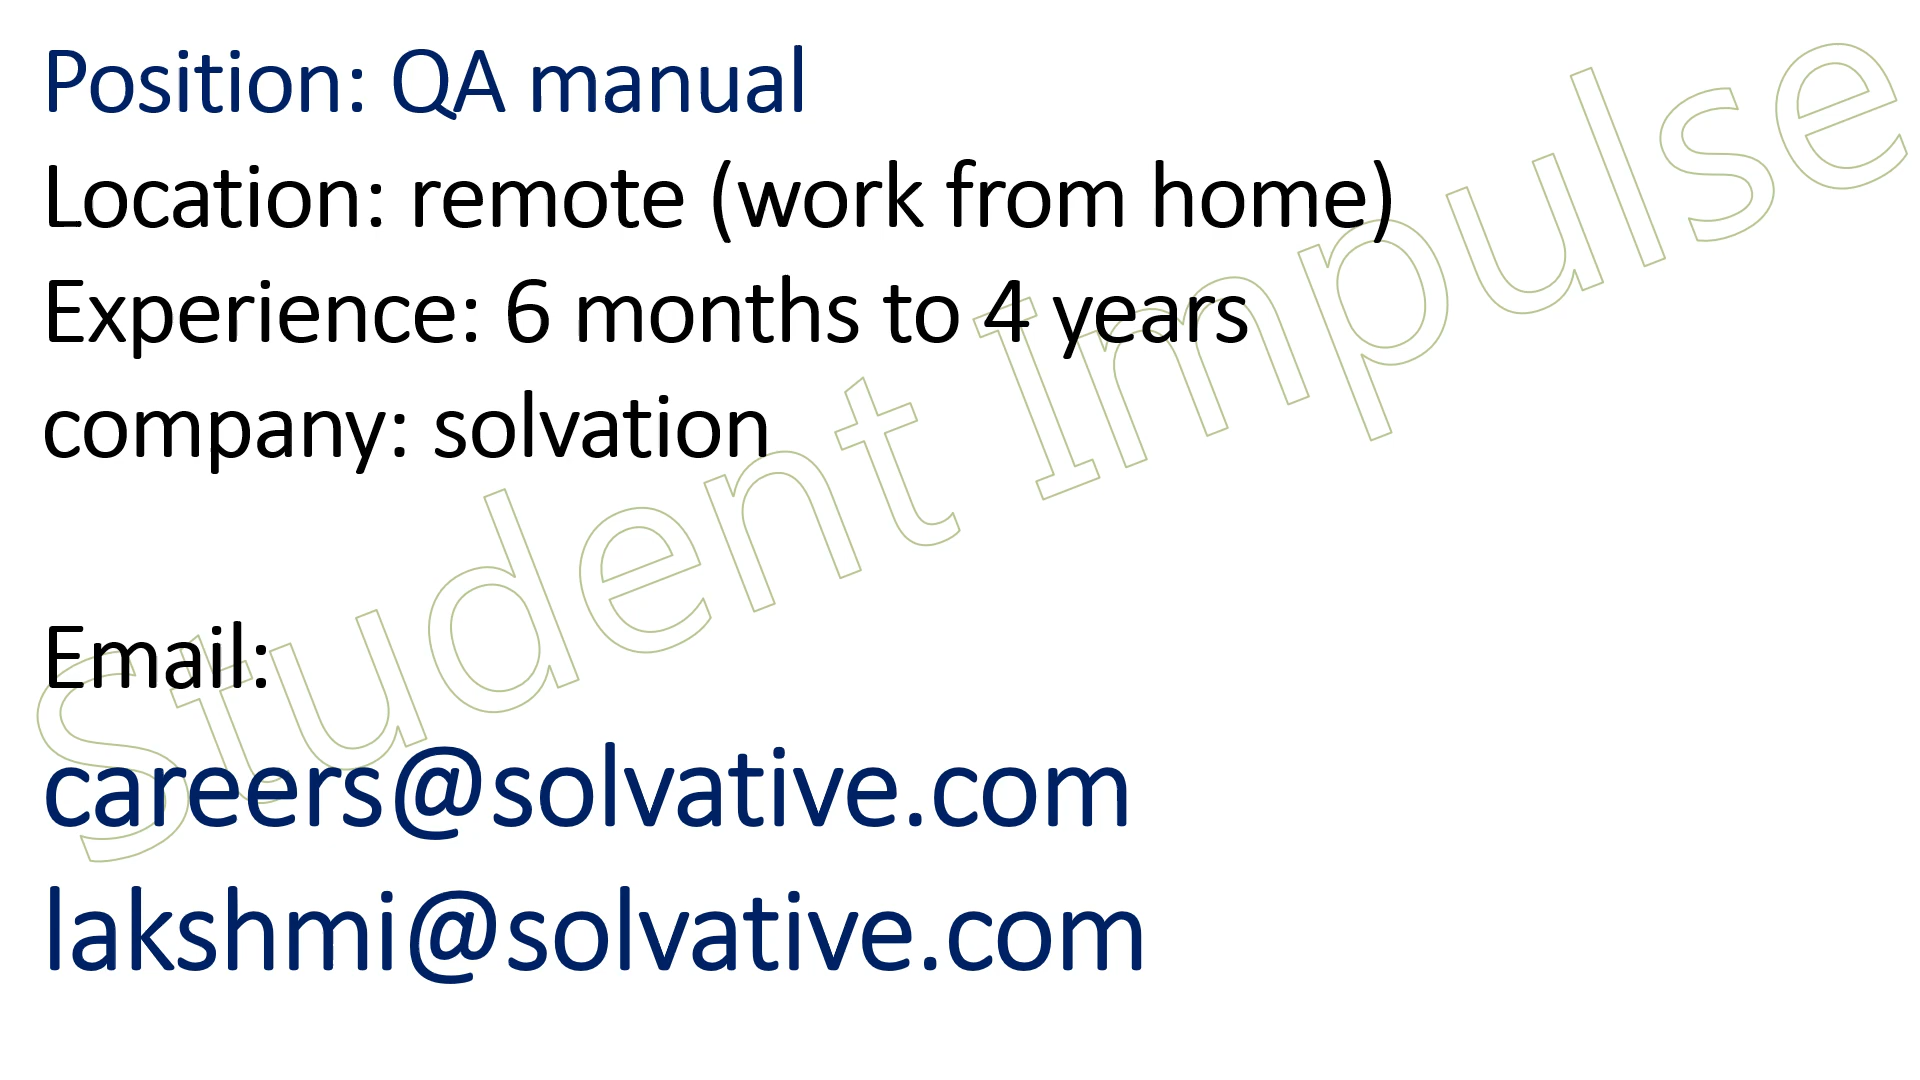 Position: QA manual
Location: remote (work from home)
Experience: 6 months to 4 years
company: solvation
Email:
careers@solvative.com
lakshmi@solvative.com
Student Impulse